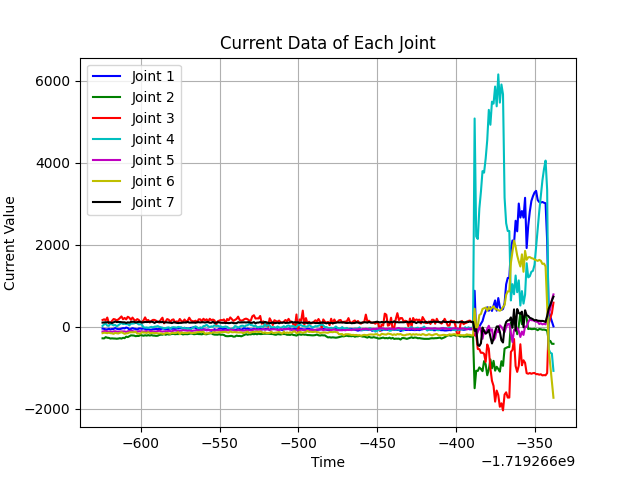 Current Data of Each Joint
Joint 1
Joint 2
Joint 3
Joint 4
Joint 5
Joint 6
Joint 7
6000
4000
2000
0
−2000
Current Value
−600
−550
−500
−450
−400
−350
Time
−1.719266e9